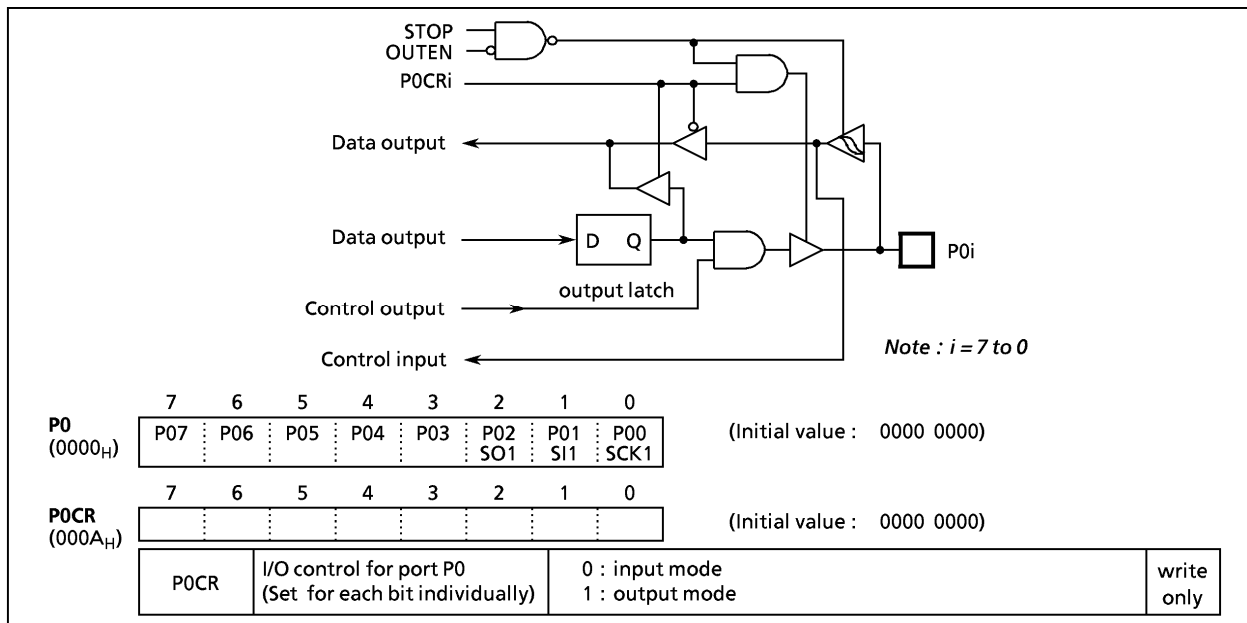 STOP
OUTEN
P0CRi
Data output
Data output
D Q
P0i
output latch
Control output
Control input
Note : i = 7 to 0
7 6 5 4 3 2 1 0
P0
(0000H)
P07 P06 P05 P04 P03 P02 P01 P00
SO1 SI1 SCK1
(Initial value : 0000 0000)
7 6 5 4 3 2 1 0
P0CR
(000AH)
(Initial value : 0000 0000)
P0CR
I/O control for port P0
(Set for each bit individually)
0 : input mode
1 : output mode
write
only